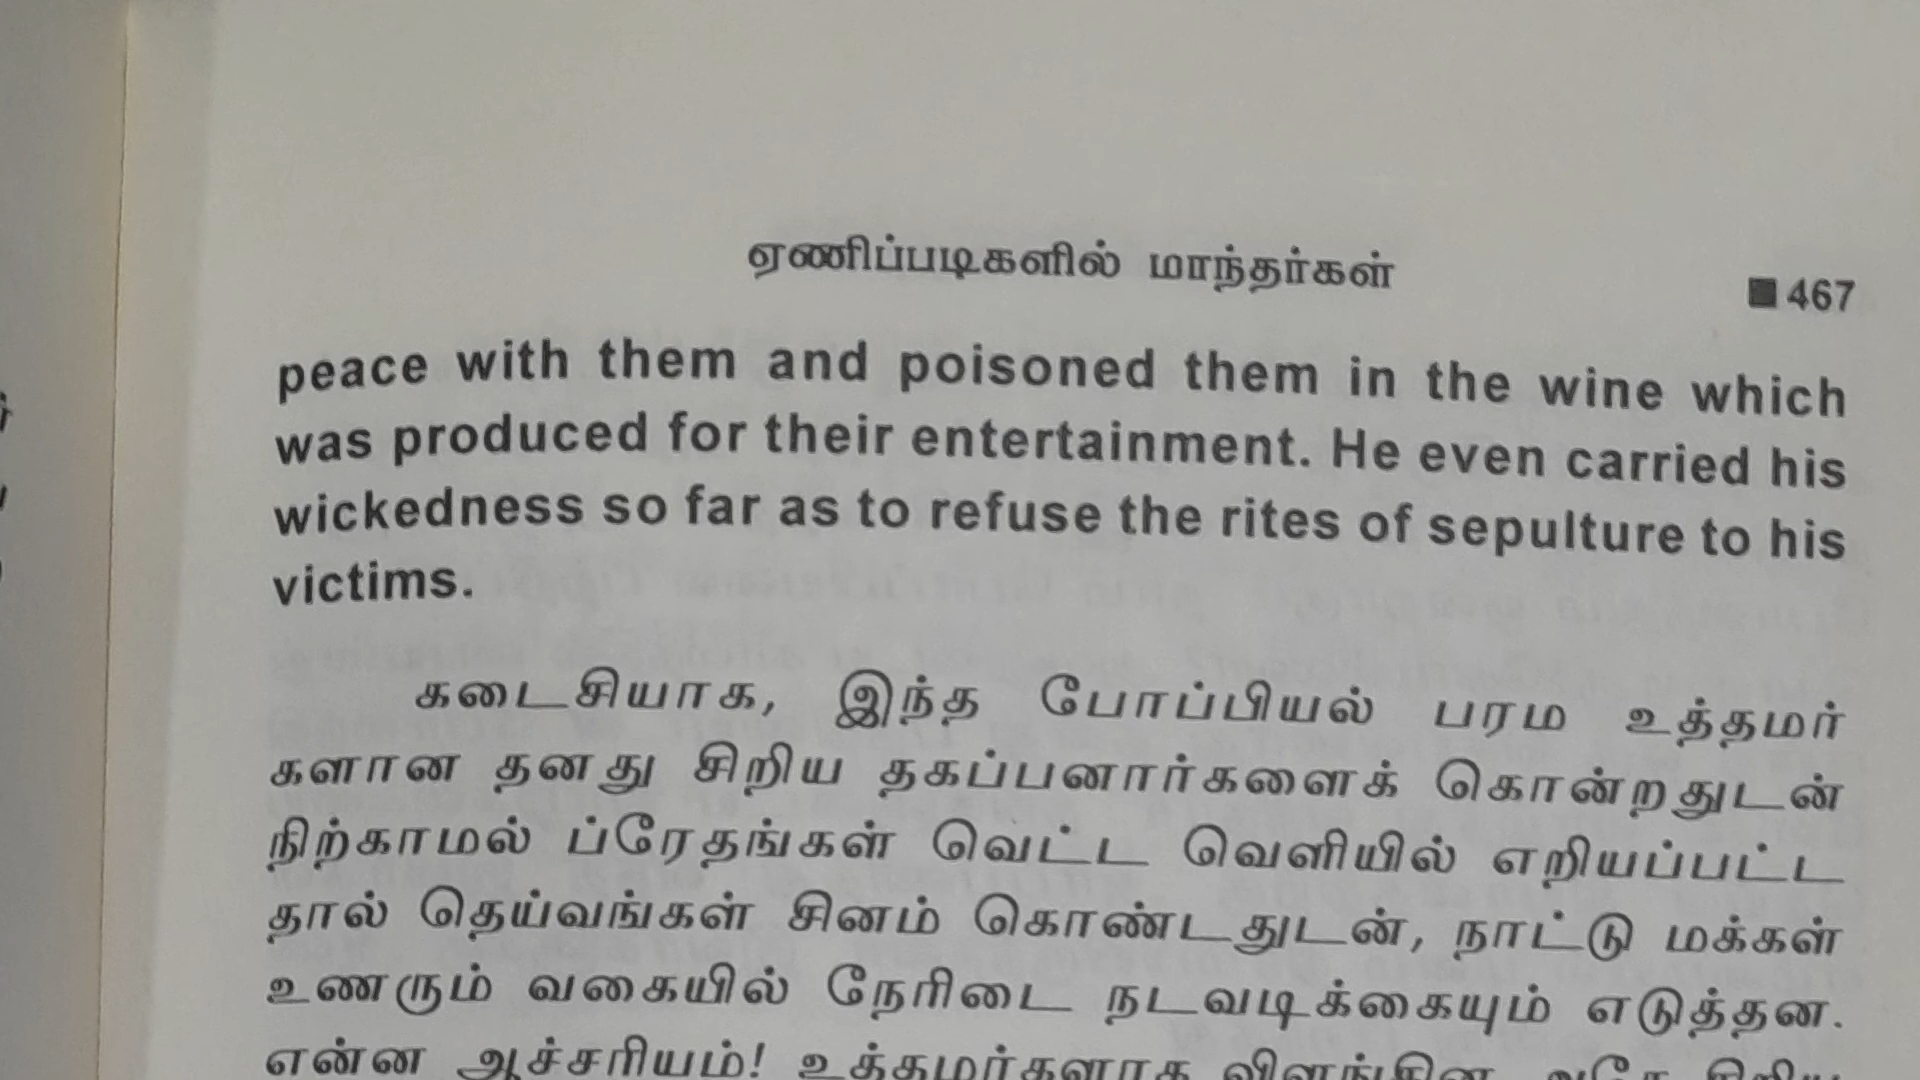 ஏணிப்படிகளில் மாந்தர்கள்
■467
peace with them and poisoned them in the wine which
was produced for their entertainment. He even carried his
wickedness so far as to refuse the rites of sepulture to his
victims.
கடைசியாக, இந்த போப்பியல் பரம உத்தமர்
களான தனது சிறிய தகப்பனார்களைக் கொன்றதுடன்
நிற்காமல் ப்ரேதங்கள் வெட்ட வெளியில் எறியப்பட்ட
தால் தெய்வங்கள் சினம் கொண்டதுடன், நாட்டு மக்கள்
உணரும் வகையில் நேரிடை நடவடிக்கையும் எடுத்தன.
என்ன ஆச்சரியம்! உத்தமர்களாக